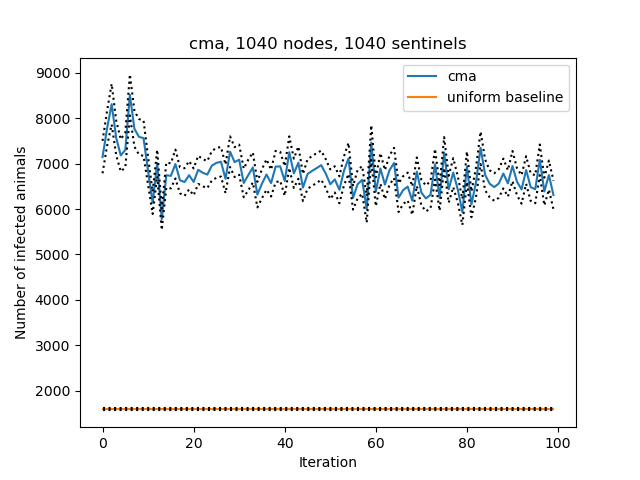 cma, 1040 nodes, 1040 sentinels
cma
uniform baseline
Number of infected animals
9000
8000
7000
6000
5000
4000
3000
2000
0 20 40 60 80 100
Iteration